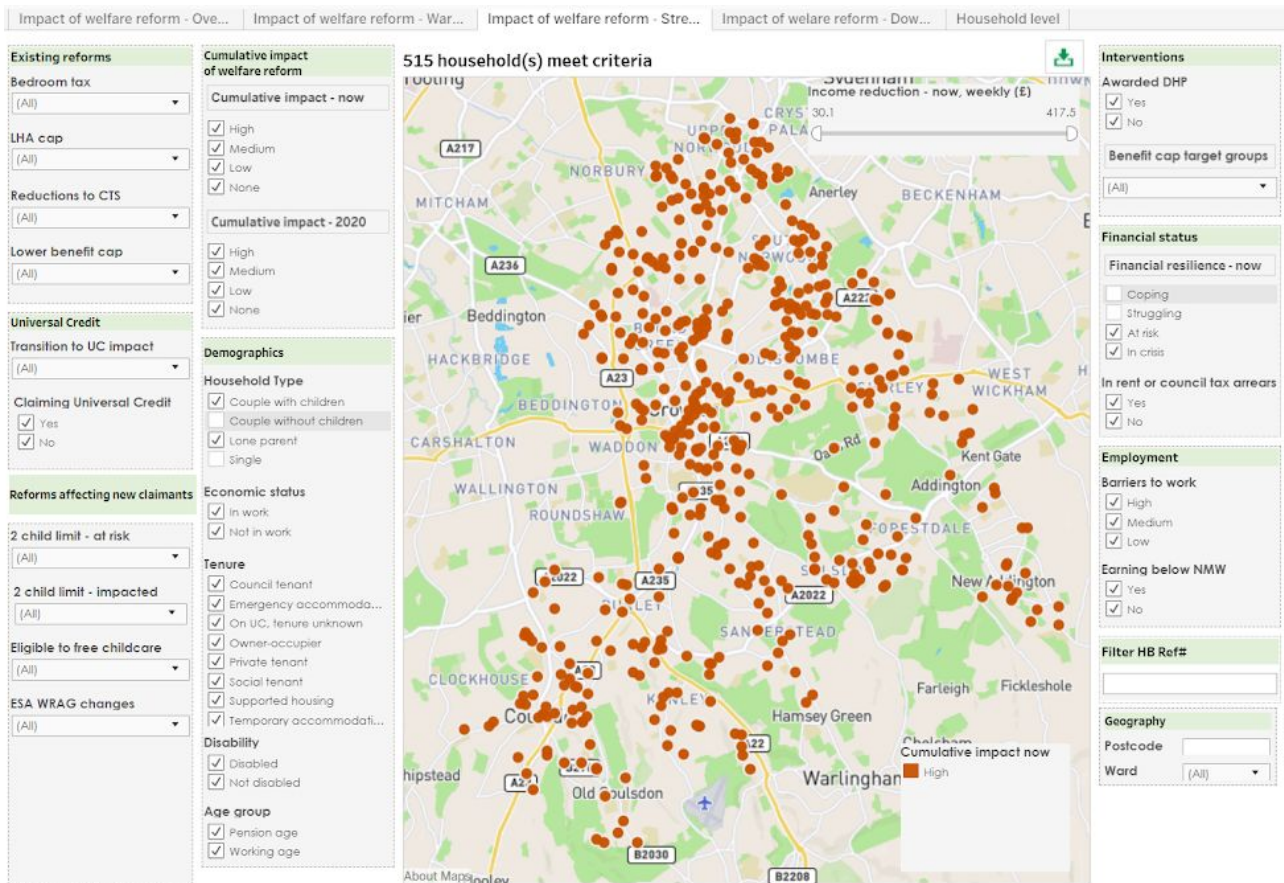 Impact of welfare reform - Ove...
Impact of welfare reform - War...
Impact of welfare reform - Stre...
Impact of welare reform - Dow...
Household level
Existing reforms
Bedroom tax
(All)
LHA cap
(All)
Reductions to CTS
(All)
Lower benefit cap
(All)
Universal Credit
Transition to UC impact
(All)
Claiming Universal Credit
Yes
No
Reforms affecting new claimants
2 child limit - at risk
(All)
2 child limit - impacted
(All)
Eligible to free childcare
(All)
ESA WRAG changes
(All)
Cumulative impact
of welfare reform
Cumulative impact - now
High
Medium
Low
None
Cumulative impact - 2020
High
Medium
Low
None
Demographics
Household Type
Couple with children
Couple without children
Lone parent
Single
Economic status
In work
Not in work
Tenure
Council tenant
Emergency accommoda...
On UC, tenure unknown
Owner-occupier
Private tenant
Social tenant
Supported housing
Temporary accommodati...
Disability
Disabled
Not disabled
Age group
Pension age
Working age
515 household(s) meet criteria
Income reduction - now, weekly (£)
30.1
417.5
A217
NORBURY
MITCHAM
Anerley
BECKENHAM
A236
Beddington
HACKBRIDGE
A23
BEDDINGTON
WEST
WICKHAM
CARSHALTON
WADDON
Kent Gate
Addington
WALLINGTON
ROUNDSHAW
FORESTDALE
A235
A2022
New Addington
CLOCKHOUSE
Farleigh
Fickleshole
Hamsey Green
Warlingham
Old Coulsdon
B2030
B2208
About Maps
Cumulative impact now
High
Interventions
Awarded DHP
Yes
No
Benefit cap target groups
(All)
Financial status
Financial resilience - now
Coping
Struggling
At risk
In crisis
In rent or council tax arrears
Yes
No
Employment
Barriers to work
High
Medium
Low
Earning below NMW
Yes
No
Filter HB Ref#
Geography
Postcode
Ward
(All)